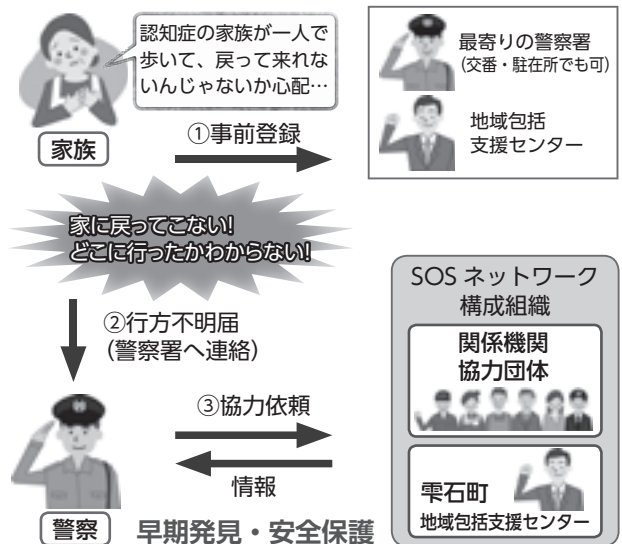 認知症の家族が一人で
歩いて、戻って来れな
いんじゃないか心配…
家族
①事前登録
最寄りの警察署
(交番・駐在所でも可)
地域包括
支援センター
家に戻ってこない!
どこに行ったかわからない!
②行方不明届
(警察署へ連絡)
SOS ネットワーク
構成組織
関係機関
協力団体
③協力依頼
情報
雫石町
地域包括支援センター
警察
早期発見・安全保護